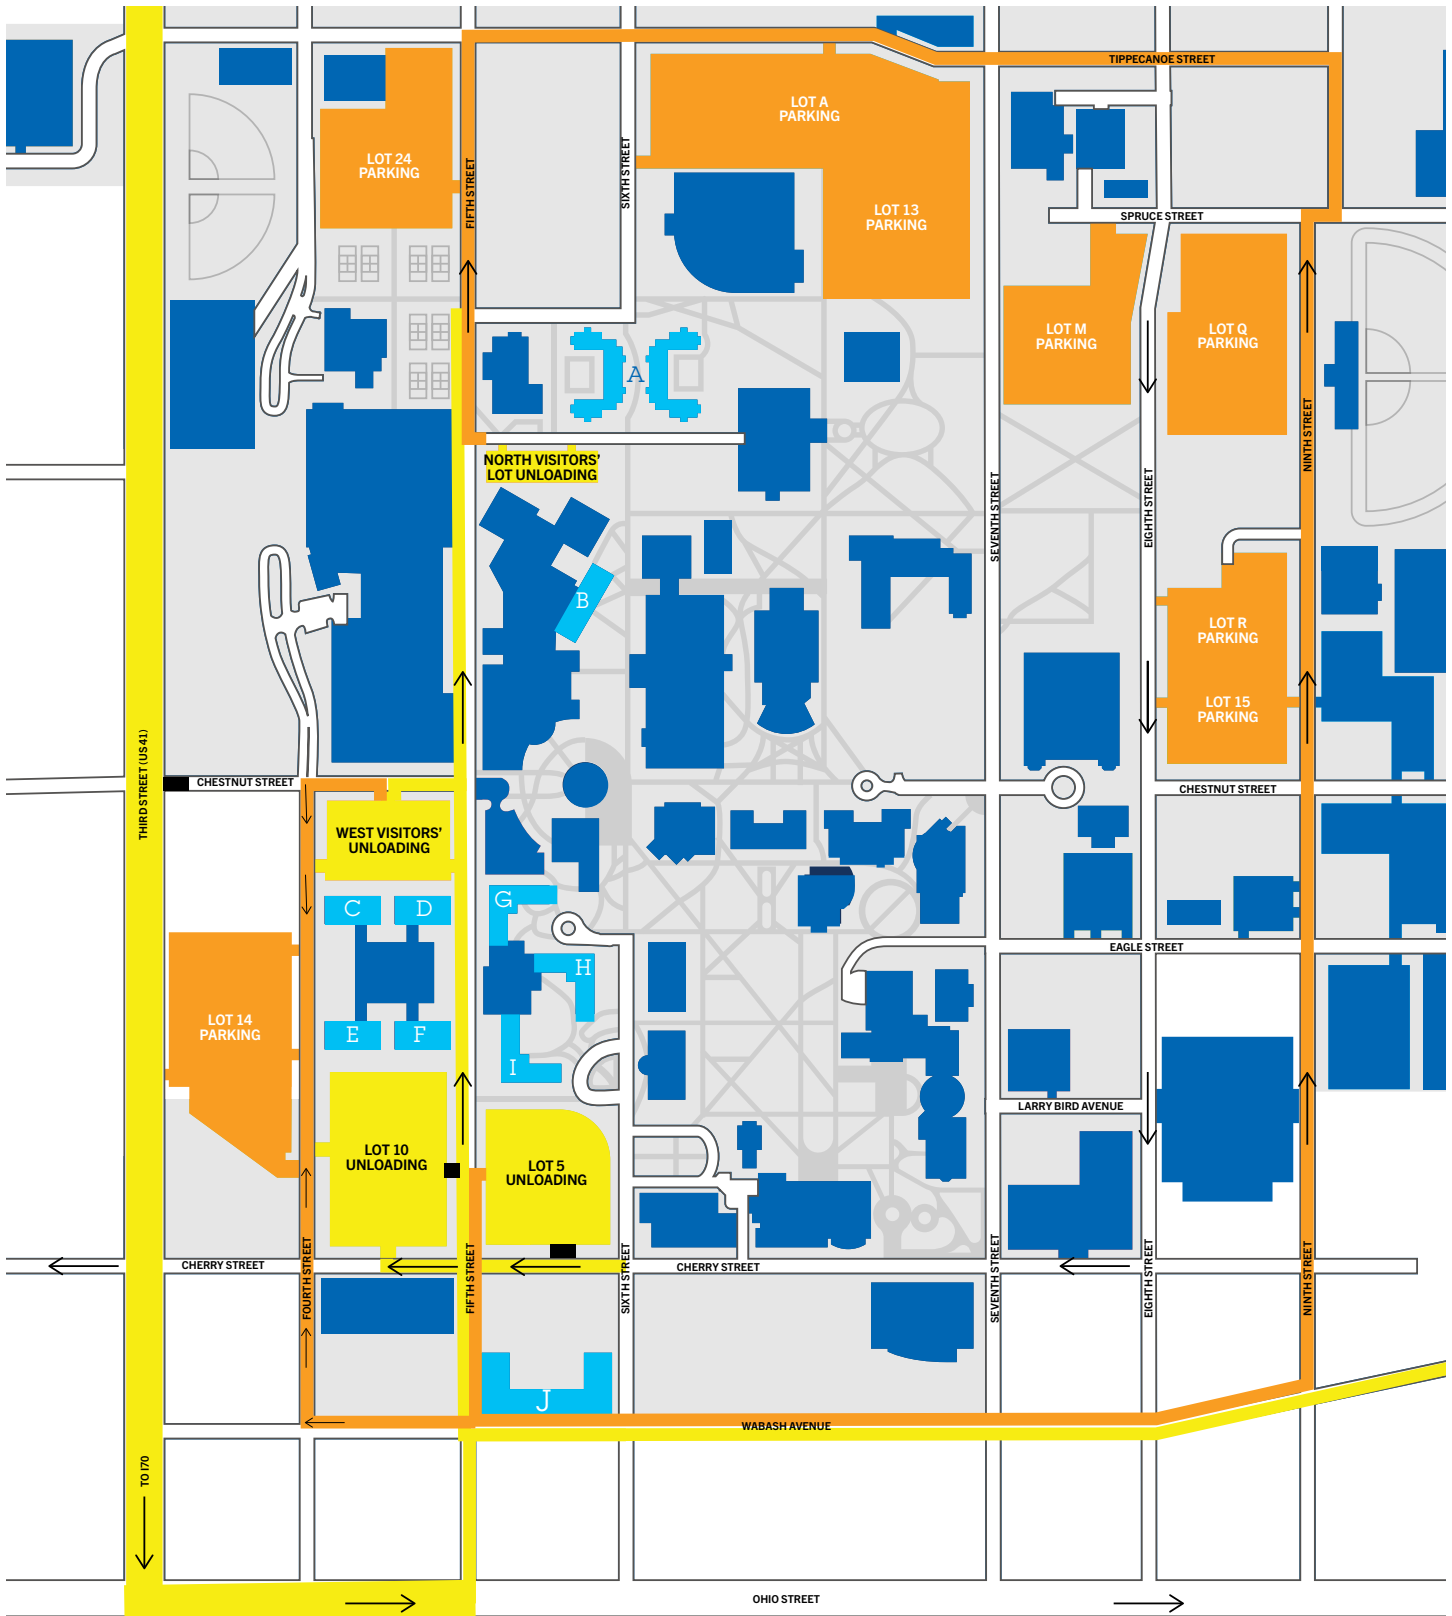 TIPPECANOE STREET
LOT A
PARKING
LOT 24
PARKING
FIFTH STREET
SIXTH STREET
LOT 13
PARKING
SPRUCE STREET
LOT M
PARKING
LOT Q
PARKING
A
NINTH STREET
NORTH VISITORS'
LOT UNLOADING
SEVENTH STREET
EIGHTH STREET
B
LOT R
PARKING
LOT 15
PARKING
THIRD STREET (US 41)
CHESTNUT STREET
CHESTNUT STREET
WEST VISITORS'
UNLOADING
C
D
G
EAGLE STREET
H
LOT 14
PARKING
E
F
I
LARRY BIRD AVENUE
LOT 10
UNLOADING
LOT 5
UNLOADING
CHERRY STREET
FOURTH STREET
FIFTH STREET
SIXTH STREET
CHERRY STREET
SEVENTH STREET
EIGHTH STREET
NINTH STREET
J
WABASH AVENUE
TO I70
OHIO STREET